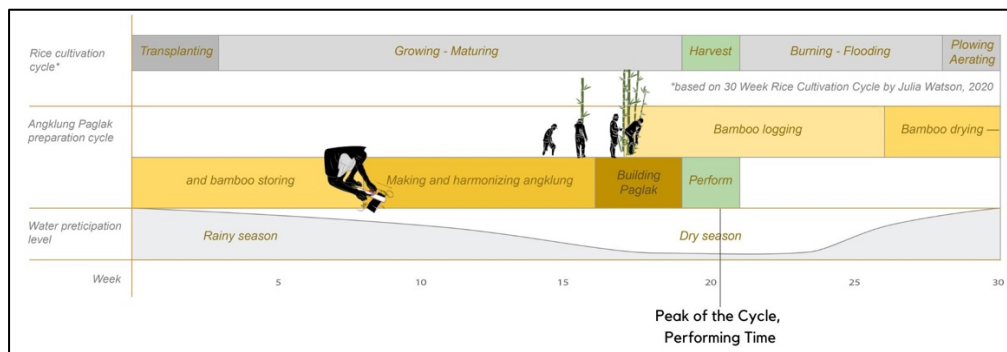 Rice cultivation
cycle*
Transplanting
Growing - Maturing
Harvest
Burning - Flooding
Plowing
Aerating
*based on 30 Week Rice Cultivation Cycle by Julia Watson, 2020
Angklung Paglak
preparation cycle
Bamboo logging
Bamboo drying —
and bamboo storing
Making and harmonizing angklung
Building
Paglak
Perform
Water preticipation
level
Rainy season
Dry season
Week
5
10
15
20
25
30
Peak of the Cycle,
Performing Time